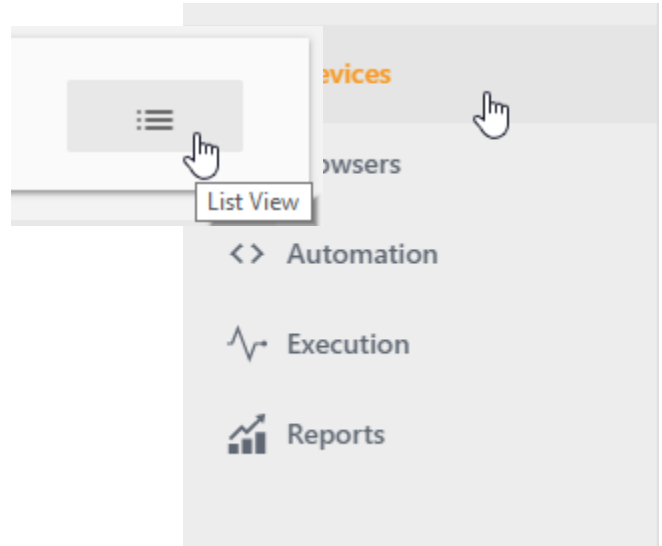 evices
owsers
List View
Automation
Execution
Reports